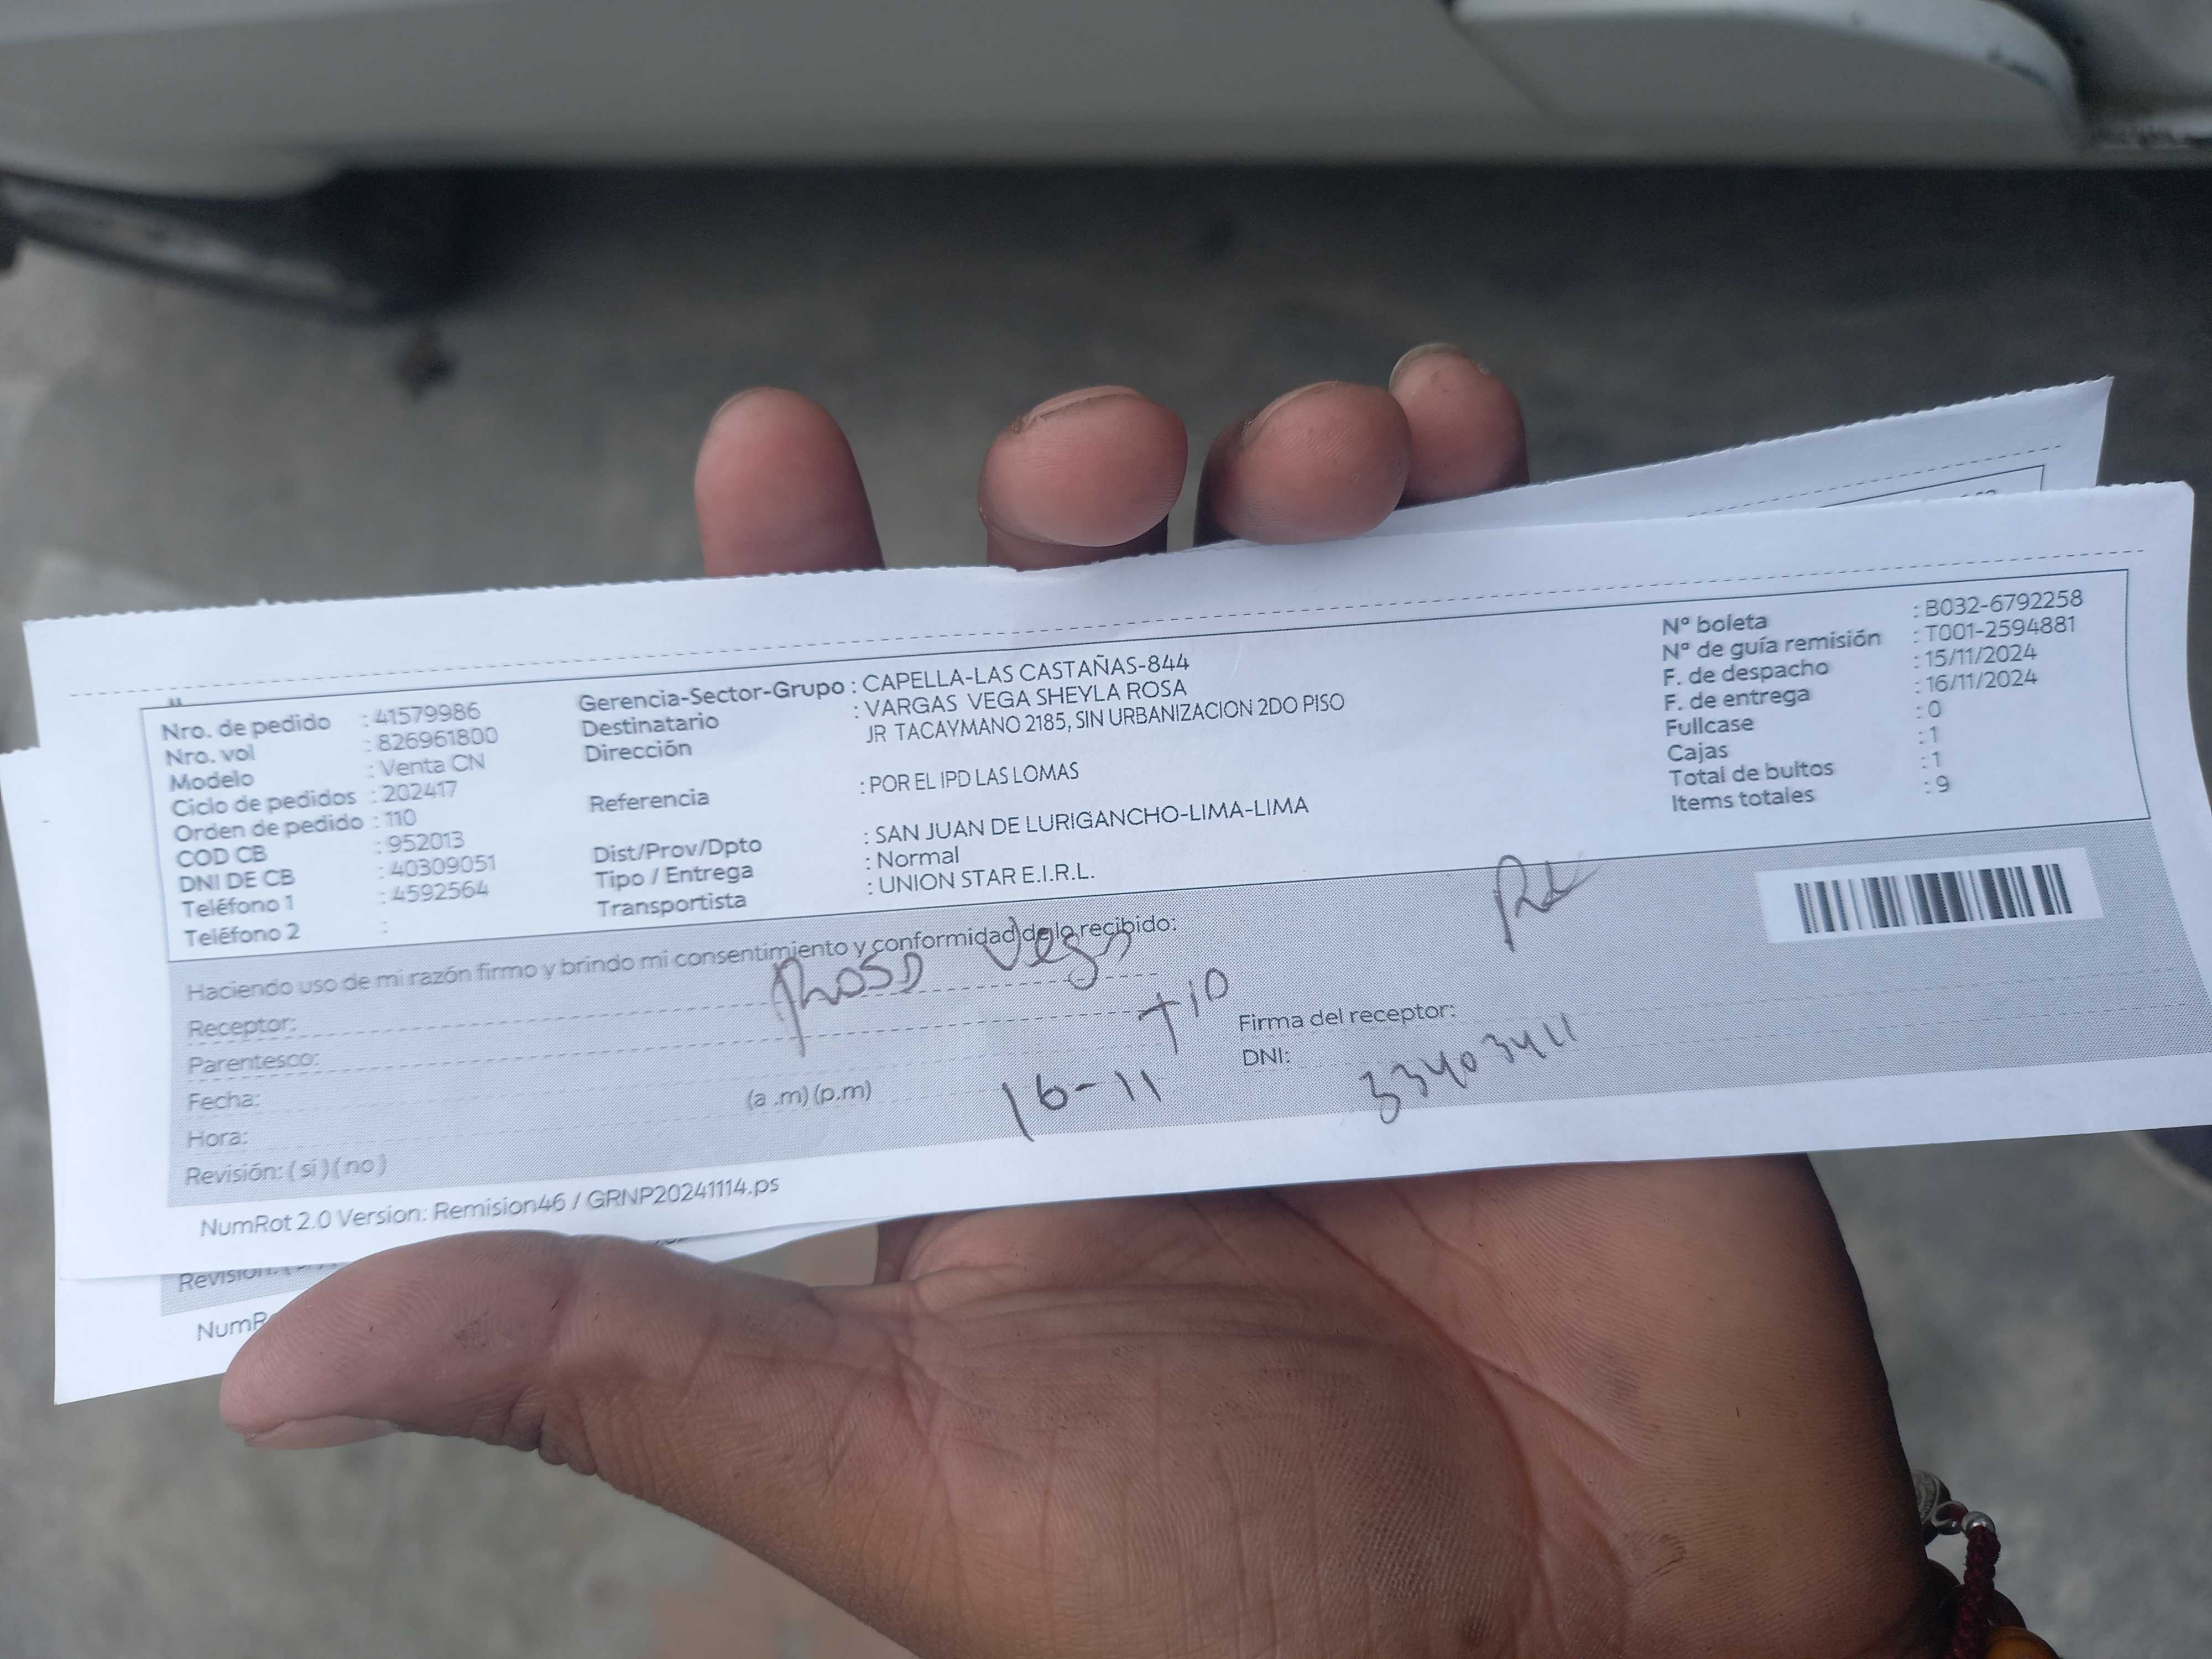 Nro. de pedido : 41579986
Nro. vol : 826961800
Modelo : Venta CN
Ciclo de pedidos : 202417
Orden de pedido : 110
COD CB : 952013
DNI DE CB : 40309051
Teléfono 1 : 4592564
Teléfono 2 :
Gerencia-Sector-Grupo : CAPELLA-LAS CASTAÑAS-844
Destinatario : VARGAS VEGA SHEYLA ROSA
Dirección JR TACAYMANO 2185, SIN URBANIZACION 2DO PISO
Referencia : POR EL IPD LAS LOMAS
Dist/Prov/Dpto : SAN JUAN DE LURIGANCHO-LIMA-LIMA
Tipo / Entrega : Normal
Transportista : UNION STAR E.I.R.L.
Nº boleta : B032-6792258
Nº de guía remisión : T001-2594881
F. de despacho : 15/11/2024
F. de entrega : 16/11/2024
Fullcase : 0
Cajas : 1
Total de bultos : 1
Items totales : 9
Haciendo uso de mi razón firmo y brindo mi consentimiento y conformidad de lo recibido:
Receptor: Rosa Vega
Parentesco: tio
Fecha: 16-11
Hora: (a .m) (p.m)
Revisión: ( sí ) ( no )
Firma del receptor:
DNI: 33403411
NumRot 2.0 Version: Remision46 / GRNP20241114.ps
Revisión: (